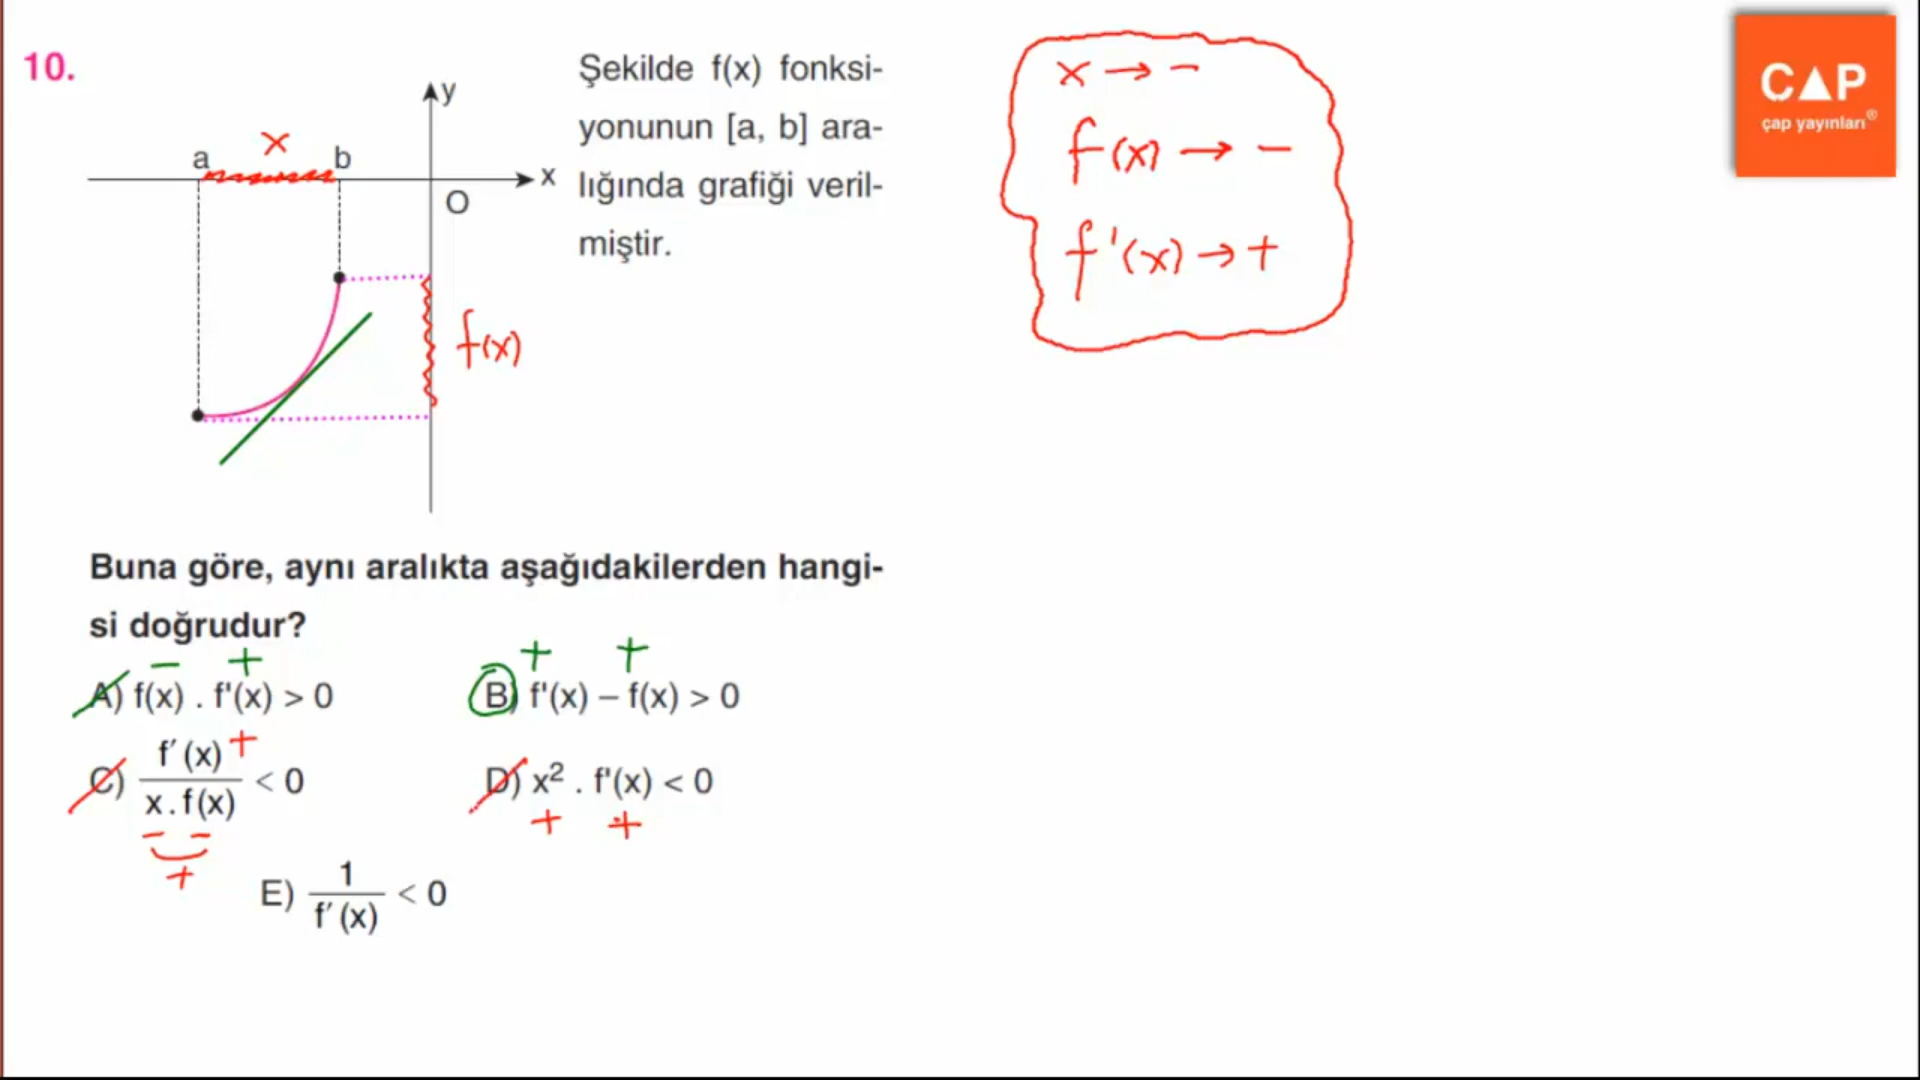 10.
y
x
a
b
x
O
f(x)
Şekilde f(x) fonksi-
yonunun [a, b] ara-
lığında grafiği veril-
miştir.
x → -
f(x) → -
f'(x) → +
CAP
çap yayınları®
Buna göre, aynı aralıkta aşağıdakilerden hangi-
si doğrudur?
- +
A) f(x) . f'(x) > 0
+ +
B) f'(x) – f(x) > 0
C) f'(x) + / x . f(x) < 0
- -
+
D) x² . f'(x) < 0
+ +
E) 1 / f'(x) < 0